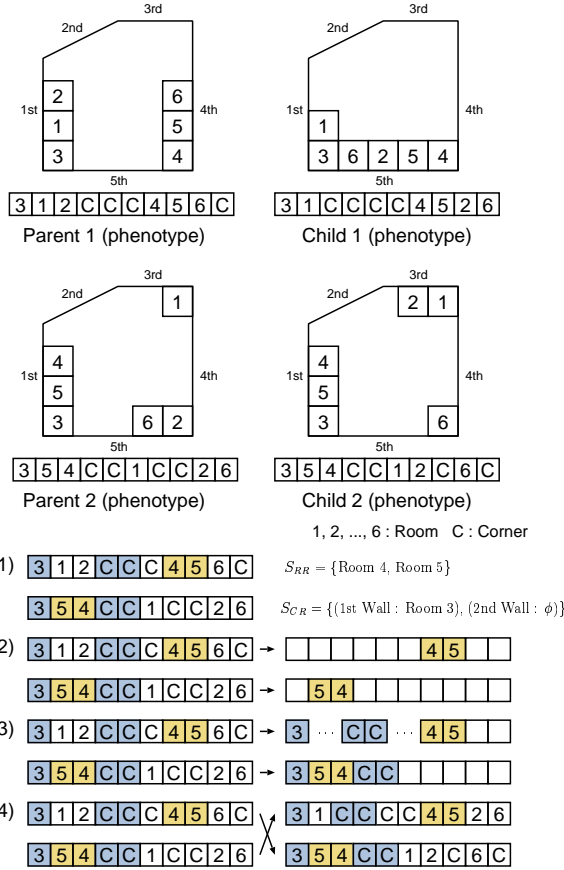 3rd 3rd
2nd 2nd
2 6
1st 4th 1st 4th
1 5 1
3 4 3 6 2 5 4
5th 5th
3 1 2 C C C 4 5 6 C 3 1 C C C C 4 5 2 6
Parent 1 (phenotype) Child 1 (phenotype)
3rd 3rd
2nd 1 2nd 2 1
4 4
1st 4th 1st 4th
5 5
3 6 2 3 6
5th 5th
3 5 4 C C 1 C C 2 6 3 5 4 C C 1 2 C 6 C
Parent 2 (phenotype) Child 2 (phenotype)
1, 2, ..., 6 : Room C : Corner
1) 3 1 2 C C C 4 5 6 C S_RR = {Room 4, Room 5}
3 5 4 C C 1 C C 2 6 S_CR = {(1st Wall : Room 3), (2nd Wall : ϕ)}
2) 3 1 2 C C C 4 5 6 C → 4 5
3 5 4 C C 1 C C 2 6 → 5 4
3) 3 1 2 C C C 4 5 6 C → 3 ... C C ... 4 5
3 5 4 C C 1 C C 2 6 → 3 5 4 C C
4) 3 1 2 C C C 4 5 6 C 3 1 C C C C 4 5 2 6
3 5 4 C C 1 C C 2 6 3 5 4 C C 1 2 C 6 C